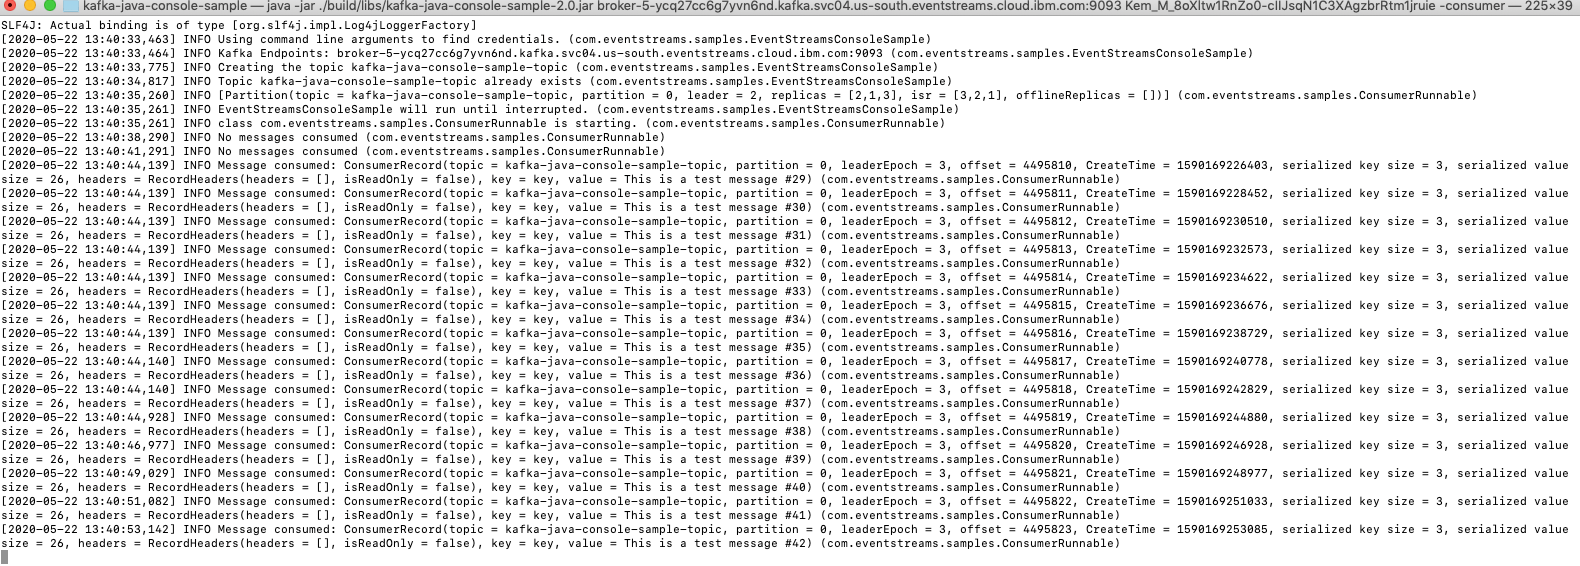 kafka-java-console-sample — java -jar ./build/libs/kafka-java-console-sample-2.0.jar broker-5-ycq27cc6g7yvn6nd.kafka.svc04.us-south.eventstreams.cloud.ibm.com:9093 -consumer — 225×39
SLF4J: Actual binding is of type [org.slf4j.impl.Log4jLoggerFactory]
[2020-05-22 13:40:33,463] INFO Using command line arguments to find credentials. (com.eventstreams.samples.EventStreamsConsoleSample)
[2020-05-22 13:40:33,464] INFO Kafka Endpoints: broker-5-ycq27cc6g7yvn6nd.kafka.svc04.us-south.eventstreams.cloud.ibm.com:9093 (com.eventstreams.samples.EventStreamsConsoleSample)
[2020-05-22 13:40:33,775] INFO Creating the topic kafka-java-console-sample-topic (com.eventstreams.samples.EventStreamsConsoleSample)
[2020-05-22 13:40:34,817] INFO Topic kafka-java-console-sample-topic already exists (com.eventstreams.samples.EventStreamsConsoleSample)
[2020-05-22 13:40:35,260] INFO [Partition(topic = kafka-java-console-sample-topic, partition = 0, leader = 2, replicas = [2,1,3], isr = [3,2,1], offlineReplicas = [])] (com.eventstreams.samples.ConsumerRunnable)
[2020-05-22 13:40:35,261] INFO EventStreamsConsoleSample will run until interrupted. (com.eventstreams.samples.EventStreamsConsoleSample)
[2020-05-22 13:40:35,261] INFO class com.eventstreams.samples.ConsumerRunnable is starting. (com.eventstreams.samples.ConsumerRunnable)
[2020-05-22 13:40:38,290] INFO No messages consumed (com.eventstreams.samples.ConsumerRunnable)
[2020-05-22 13:40:41,291] INFO No messages consumed (com.eventstreams.samples.ConsumerRunnable)
[2020-05-22 13:40:44,139] INFO Message consumed: ConsumerRecord(topic = kafka-java-console-sample-topic, partition = 0, leaderEpoch = 3, offset = 4495810, CreateTime = 1590169226403, serialized key size = 3, serialized value
size = 26, headers = RecordHeaders(headers = [], isReadOnly = false), key = key, value = This is a test message #29) (com.eventstreams.samples.ConsumerRunnable)
[2020-05-22 13:40:44,139] INFO Message consumed: ConsumerRecord(topic = kafka-java-console-sample-topic, partition = 0, leaderEpoch = 3, offset = 4495811, CreateTime = 1590169228452, serialized key size = 3, serialized value
size = 26, headers = RecordHeaders(headers = [], isReadOnly = false), key = key, value = This is a test message #30) (com.eventstreams.samples.ConsumerRunnable)
[2020-05-22 13:40:44,139] INFO Message consumed: ConsumerRecord(topic = kafka-java-console-sample-topic, partition = 0, leaderEpoch = 3, offset = 4495812, CreateTime = 1590169230510, serialized key size = 3, serialized value
size = 26, headers = RecordHeaders(headers = [], isReadOnly = false), key = key, value = This is a test message #31) (com.eventstreams.samples.ConsumerRunnable)
[2020-05-22 13:40:44,139] INFO Message consumed: ConsumerRecord(topic = kafka-java-console-sample-topic, partition = 0, leaderEpoch = 3, offset = 4495813, CreateTime = 1590169232573, serialized key size = 3, serialized value
size = 26, headers = RecordHeaders(headers = [], isReadOnly = false), key = key, value = This is a test message #32) (com.eventstreams.samples.ConsumerRunnable)
[2020-05-22 13:40:44,139] INFO Message consumed: ConsumerRecord(topic = kafka-java-console-sample-topic, partition = 0, leaderEpoch = 3, offset = 4495814, CreateTime = 1590169234622, serialized key size = 3, serialized value
size = 26, headers = RecordHeaders(headers = [], isReadOnly = false), key = key, value = This is a test message #33) (com.eventstreams.samples.ConsumerRunnable)
[2020-05-22 13:40:44,139] INFO Message consumed: ConsumerRecord(topic = kafka-java-console-sample-topic, partition = 0, leaderEpoch = 3, offset = 4495815, CreateTime = 1590169236676, serialized key size = 3, serialized value
size = 26, headers = RecordHeaders(headers = [], isReadOnly = false), key = key, value = This is a test message #34) (com.eventstreams.samples.ConsumerRunnable)
[2020-05-22 13:40:44,139] INFO Message consumed: ConsumerRecord(topic = kafka-java-console-sample-topic, partition = 0, leaderEpoch = 3, offset = 4495816, CreateTime = 1590169238729, serialized key size = 3, serialized value
size = 26, headers = RecordHeaders(headers = [], isReadOnly = false), key = key, value = This is a test message #35) (com.eventstreams.samples.ConsumerRunnable)
[2020-05-22 13:40:44,140] INFO Message consumed: ConsumerRecord(topic = kafka-java-console-sample-topic, partition = 0, leaderEpoch = 3, offset = 4495817, CreateTime = 1590169240778, serialized key size = 3, serialized value
size = 26, headers = RecordHeaders(headers = [], isReadOnly = false), key = key, value = This is a test message #36) (com.eventstreams.samples.ConsumerRunnable)
[2020-05-22 13:40:44,140] INFO Message consumed: ConsumerRecord(topic = kafka-java-console-sample-topic, partition = 0, leaderEpoch = 3, offset = 4495818, CreateTime = 1590169242829, serialized key size = 3, serialized value
size = 26, headers = RecordHeaders(headers = [], isReadOnly = false), key = key, value = This is a test message #37) (com.eventstreams.samples.ConsumerRunnable)
[2020-05-22 13:40:44,928] INFO Message consumed: ConsumerRecord(topic = kafka-java-console-sample-topic, partition = 0, leaderEpoch = 3, offset = 4495819, CreateTime = 1590169244880, serialized key size = 3, serialized value
size = 26, headers = RecordHeaders(headers = [], isReadOnly = false), key = key, value = This is a test message #38) (com.eventstreams.samples.ConsumerRunnable)
[2020-05-22 13:40:46,977] INFO Message consumed: ConsumerRecord(topic = kafka-java-console-sample-topic, partition = 0, leaderEpoch = 3, offset = 4495820, CreateTime = 1590169246928, serialized key size = 3, serialized value
size = 26, headers = RecordHeaders(headers = [], isReadOnly = false), key = key, value = This is a test message #39) (com.eventstreams.samples.ConsumerRunnable)
[2020-05-22 13:40:49,029] INFO Message consumed: ConsumerRecord(topic = kafka-java-console-sample-topic, partition = 0, leaderEpoch = 3, offset = 4495821, CreateTime = 1590169248977, serialized key size = 3, serialized value
size = 26, headers = RecordHeaders(headers = [], isReadOnly = false), key = key, value = This is a test message #40) (com.eventstreams.samples.ConsumerRunnable)
[2020-05-22 13:40:51,082] INFO Message consumed: ConsumerRecord(topic = kafka-java-console-sample-topic, partition = 0, leaderEpoch = 3, offset = 4495822, CreateTime = 1590169251033, serialized key size = 3, serialized value
size = 26, headers = RecordHeaders(headers = [], isReadOnly = false), key = key, value = This is a test message #41) (com.eventstreams.samples.ConsumerRunnable)
[2020-05-22 13:40:53,142] INFO Message consumed: ConsumerRecord(topic = kafka-java-console-sample-topic, partition = 0, leaderEpoch = 3, offset = 4495823, CreateTime = 1590169253085, serialized key size = 3, serialized value
size = 26, headers = RecordHeaders(headers = [], isReadOnly = false), key = key, value = This is a test message #42) (com.eventstreams.samples.ConsumerRunnable)